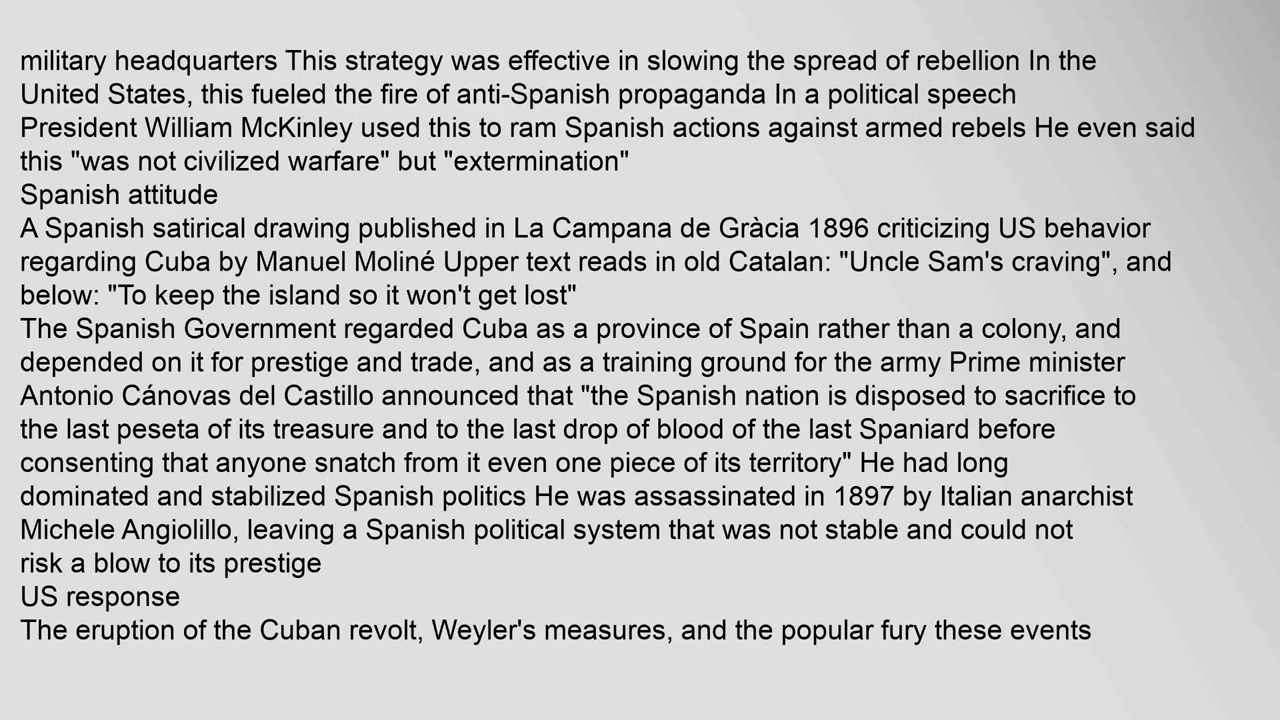 military headquarters This strategy was effective in slowing the spread of rebellion In the
United States, this fueled the fire of anti-Spanish propaganda In a political speech
President William McKinley used this to ram Spanish actions against armed rebels He even said
this "was not civilized warfare" but "extermination"
Spanish attitude
A Spanish satirical drawing published in La Campana de Gràcia 1896 criticizing US behavior
regarding Cuba by Manuel Moliné Upper text reads in old Catalan: "Uncle Sam's craving", and
below: "To keep the island so it won't get lost"
The Spanish Government regarded Cuba as a province of Spain rather than a colony, and
depended on it for prestige and trade, and as a training ground for the army Prime minister
Antonio Cánovas del Castillo announced that "the Spanish nation is disposed to sacrifice to
the last peseta of its treasure and to the last drop of blood of the last Spaniard before
consenting that anyone snatch from it even one piece of its territory" He had long
dominated and stabilized Spanish politics He was assassinated in 1897 by Italian anarchist
Michele Angiolillo, leaving a Spanish political system that was not stable and could not
risk a blow to its prestige
US response
The eruption of the Cuban revolt, Weyler's measures, and the popular fury these events